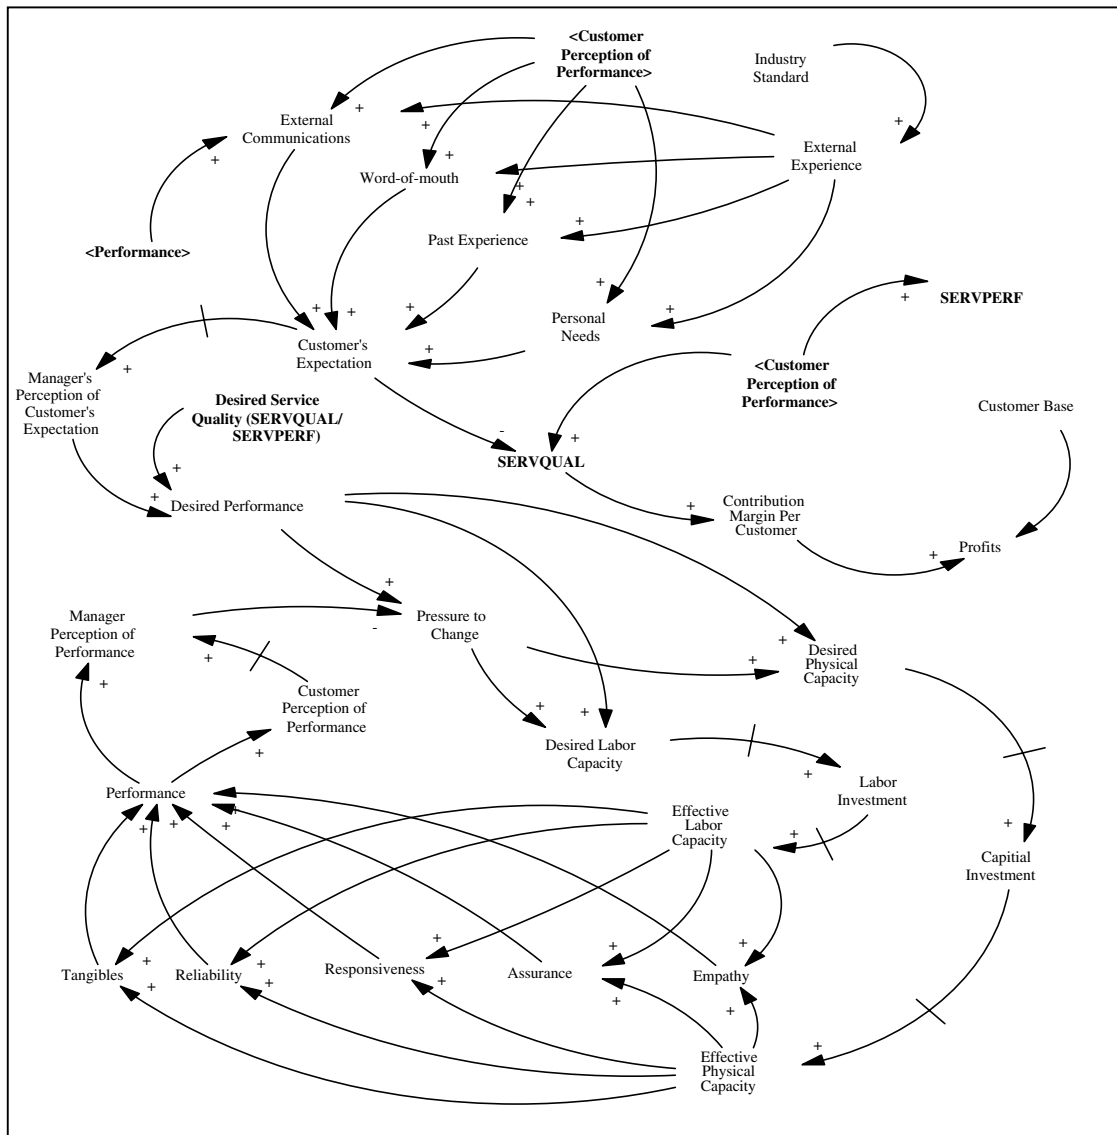 <Customer
Perception of
Performance>
Industry
Standard
External
Communications
+
+
+
+
External
Experience
+
Word-of-mouth
+
+
+
+
Past Experience
<Performance>
+
+
SERVPERF
+
+
+
+
+
Personal
Needs
Customer's
Expectation
+
+
Manager's
Perception of
Customer's
Expectation
<Customer
Perception of
Performance>
Desired Service
Quality (SERVQUAL/
SERVPERF)
Customer Base
-
+
SERVQUAL
+
+
Desired Performance
+
Contribution
Margin Per
Customer
+
Profits
+
Manager
Perception of
Performance
-
Pressure to
Change
+
+
+
Desired
Physical
Capacity
+
Customer
Perception of
Performance
+
+
+
Desired Labor
Capacity
+
Labor
Investment
Performance
Effective
Labor
Capacity
+
+
+
+
+
+
Capitial
Investment
+
+
+
+
+
Tangibles
Reliability
Responsiveness
Assurance
Empathy
+
+
+
+
+
+
Effective
Physical
Capacity